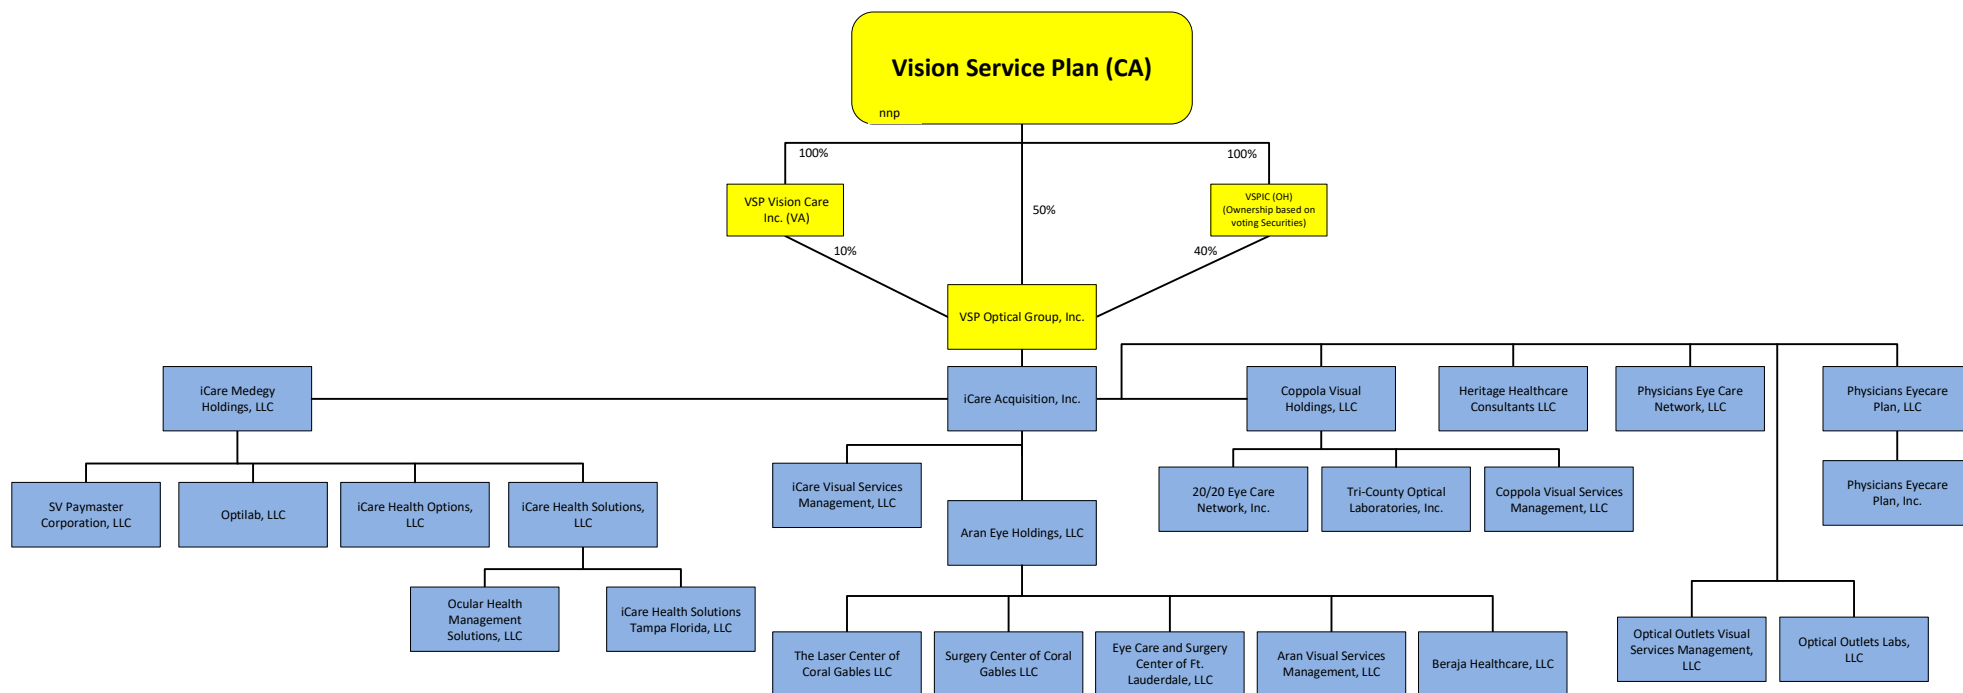 Vision Service Plan (CA)
nnp
100%
100%
VSP Vision Care
Inc. (VA)
50%
VSPIC (OH)
(Ownership based on
voting Securities)
10%
40%
VSP Optical Group, Inc.
iCare Medegy
Holdings, LLC
iCare Acquisition, Inc.
Coppola Visual
Holdings, LLC
Heritage Healthcare
Consultants LLC
Physicians Eye Care
Network, LLC
Physicians Eyecare
Plan, LLC
SV Paymaster
Corporation, LLC
Optilab, LLC
iCare Health Options,
LLC
iCare Health Solutions,
LLC
iCare Visual Services
Management, LLC
Aran Eye Holdings, LLC
20/20 Eye Care
Network, Inc.
Tri-County Optical
Laboratories, Inc.
Coppola Visual Services
Management, LLC
Physicians Eyecare
Plan, Inc.
Ocular Health
Management
Solutions, LLC
iCare Health Solutions
Tampa Florida, LLC
The Laser Center of
Coral Gables LLC
Surgery Center of Coral
Gables LLC
Eye Care and Surgery
Center of Ft.
Lauderdale, LLC
Aran Visual Services
Management, LLC
Beraja Healthcare, LLC
Optical Outlets Visual
Services Management,
LLC
Optical Outlets Labs,
LLC